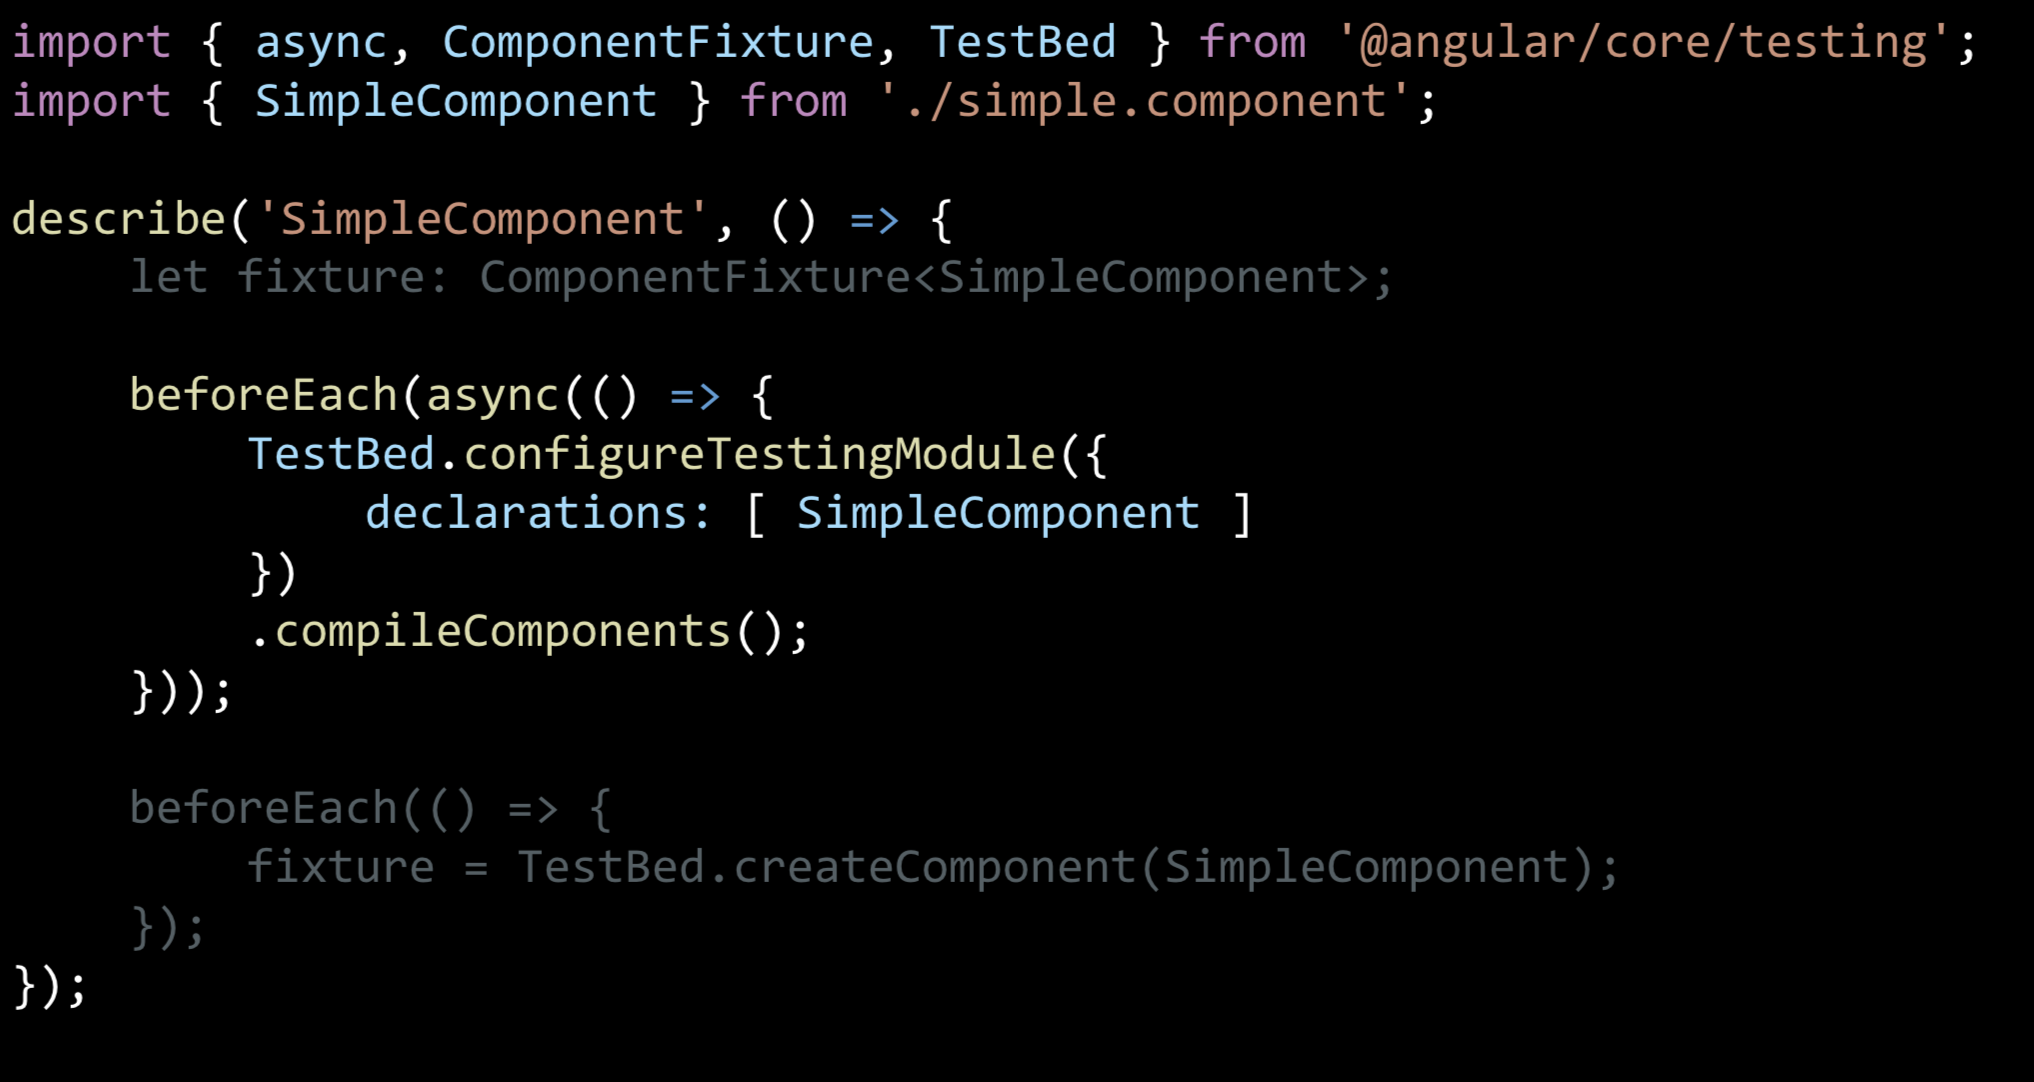 import { async, ComponentFixture, TestBed } from '@angular/core/testing';
import { SimpleComponent } from './simple.component';

describe('SimpleComponent', () => {
    let fixture: ComponentFixture<SimpleComponent>;

    beforeEach(async(() => {
        TestBed.configureTestingModule({
            declarations: [ SimpleComponent ]
        })
        .compileComponents();
    }));

    beforeEach(() => {
        fixture = TestBed.createComponent(SimpleComponent);
    });
});